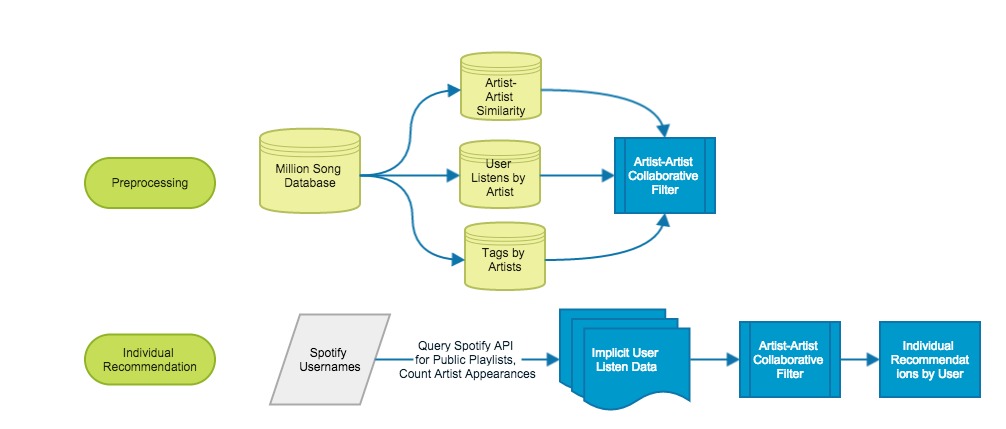 Preprocessing
Million Song
Database
Artist-
Artist
Similarity
User
Listens by
Artist
Tags by
Artists
Artist-Artist
Collaborative
Filter
Individual
Recommendation
Spotify
Usernames
Query Spotify API
for Public Playlists,
Count Artist Appearances
Implicit User
Listen Data
Artist-Artist
Collaborative
Filter
Individual
Recommendat
ions by User